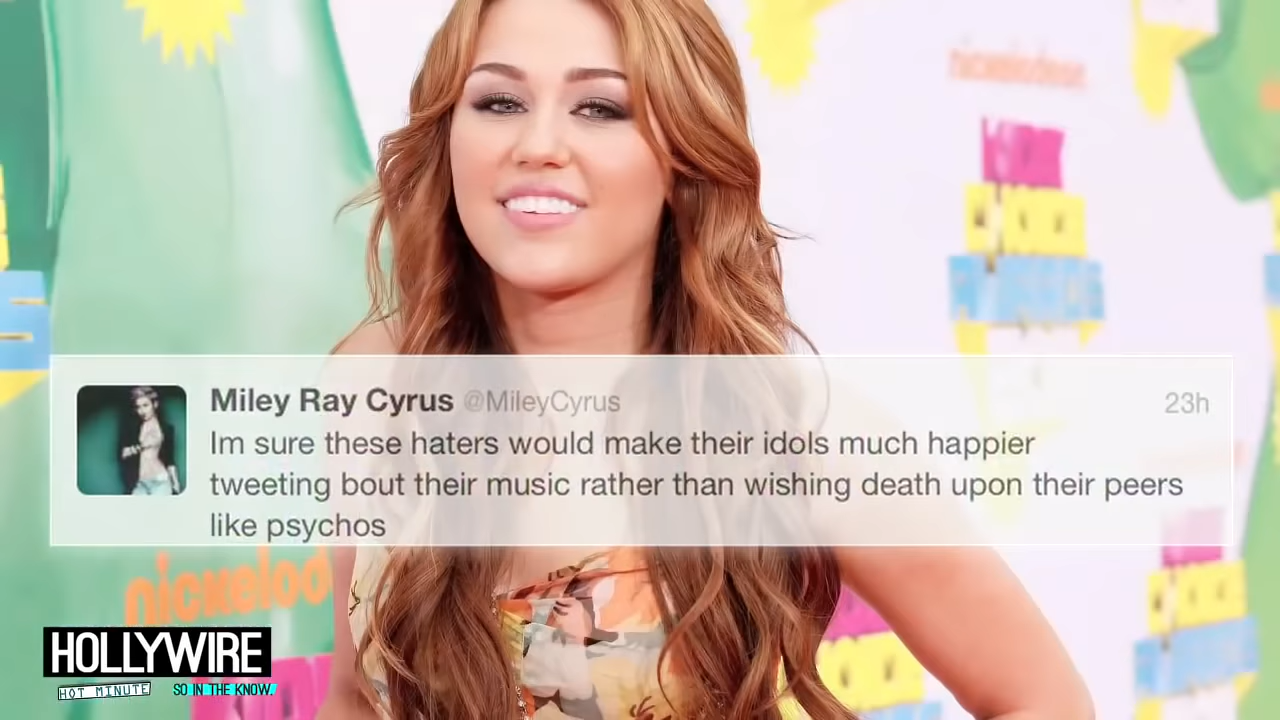 nickelodeon
Miley Ray Cyrus @MileyCyrus 23h
Im sure these haters would make their idols much happier
tweeting bout their music rather than wishing death upon their peers
like psychos
nickelod
HOLLYWIRE
HOT MINUTE SO IN THE KNOW.